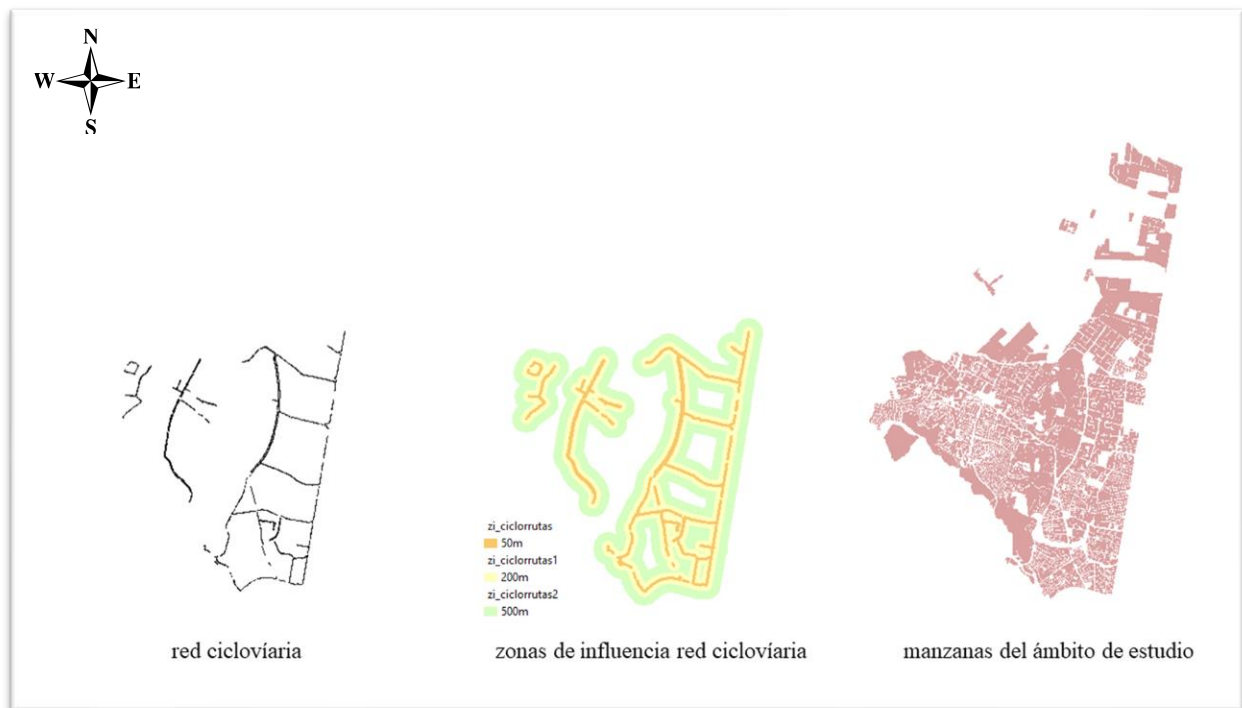 N
W E
S
zi_ciclorrutas
50m
zi_ciclorrutas1
200m
zi_ciclorrutas2
500m
red ciclovíaria
zonas de influencia red ciclovíaria
manzanas del ámbito de estudio